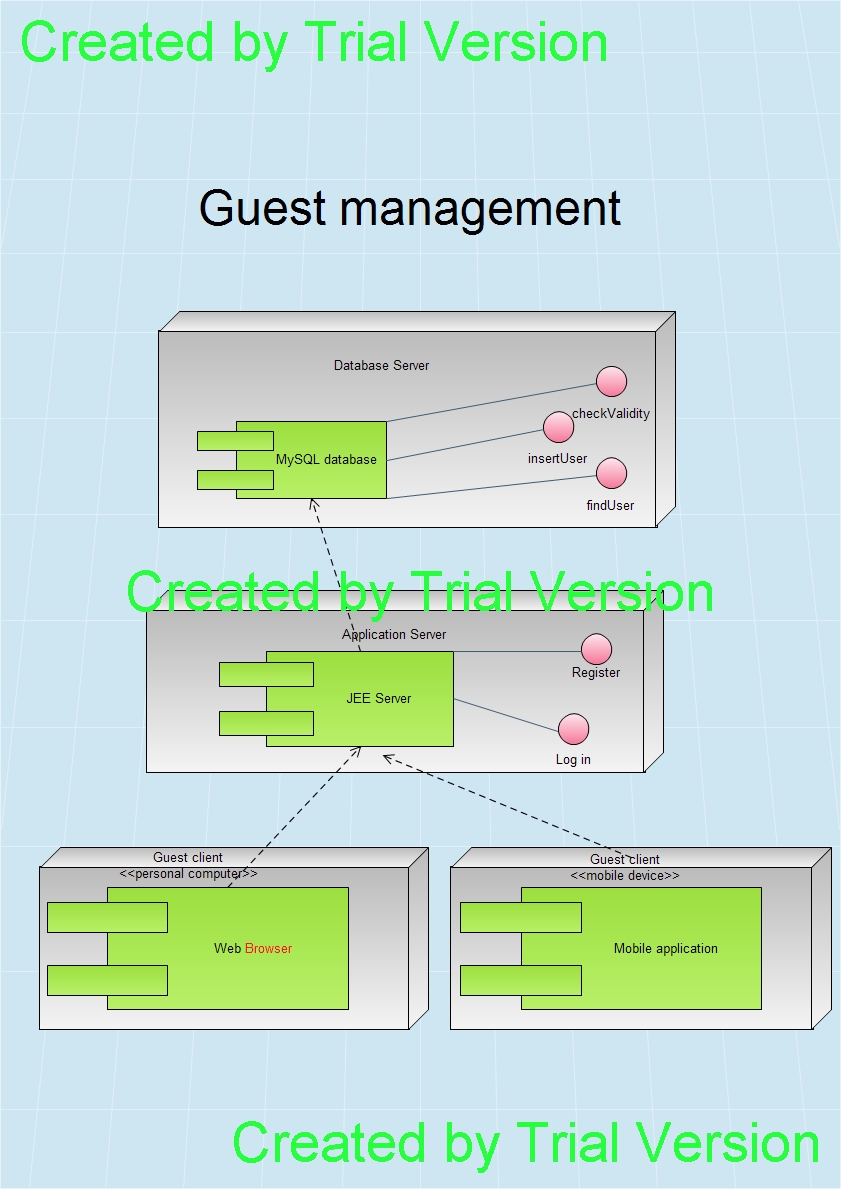 Created by Trial Version
Guest management
Database Server
checkValidity
MySQL database
insertUser
findUser
Created by Trial Version
Application Server
Register
JEE Server
Log in
Guest client
<<personal computer>>
Web Browser
Guest client
<<mobile device>>
Mobile application
Created by Trial Version